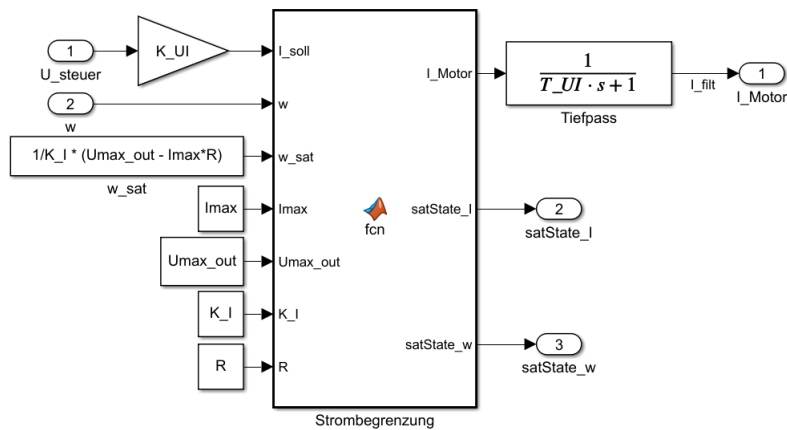 1
U_steuer
K_UI
I_soll
2
w
w
1/K_I * (Umax_out - Imax*R)
w_sat
w_sat
Imax
Imax
Umax_out
Umax_out
K_I
K_I
R
R
fcn
I_Motor
satState_I
satState_w
Strombegrenzung
1
T_UI · s + 1
Tiefpass
I_filt
1
I_Motor
2
satState_I
3
satState_w